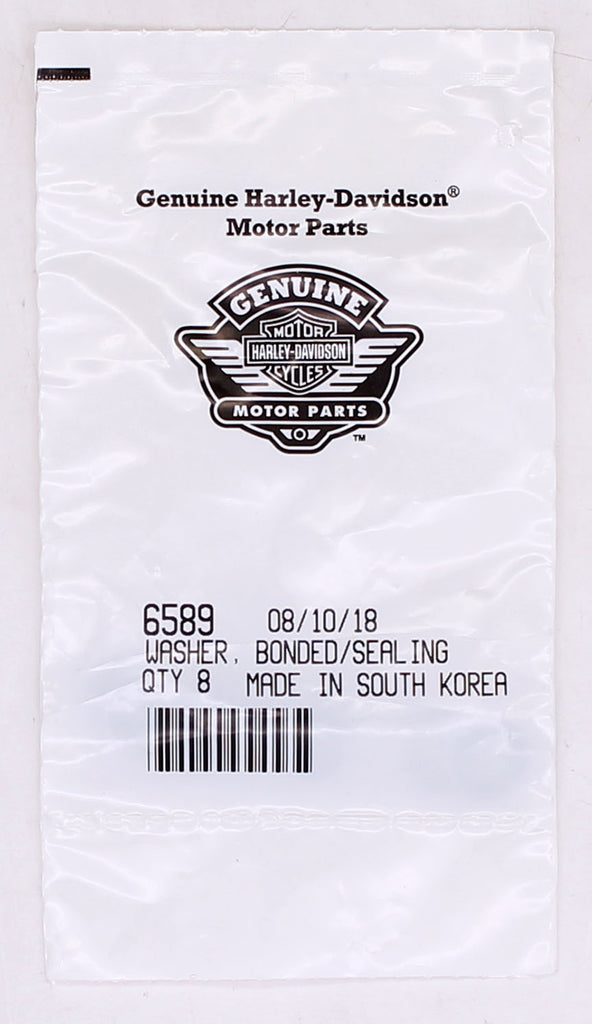 Genuine Harley-Davidson®
Motor Parts
GENUINE
MOTOR
HARLEY-DAVIDSON
CYCLES
MOTOR PARTS
TM
6589 08/10/18
WASHER, BONDED/SEALING
QTY 8 MADE IN SOUTH KOREA